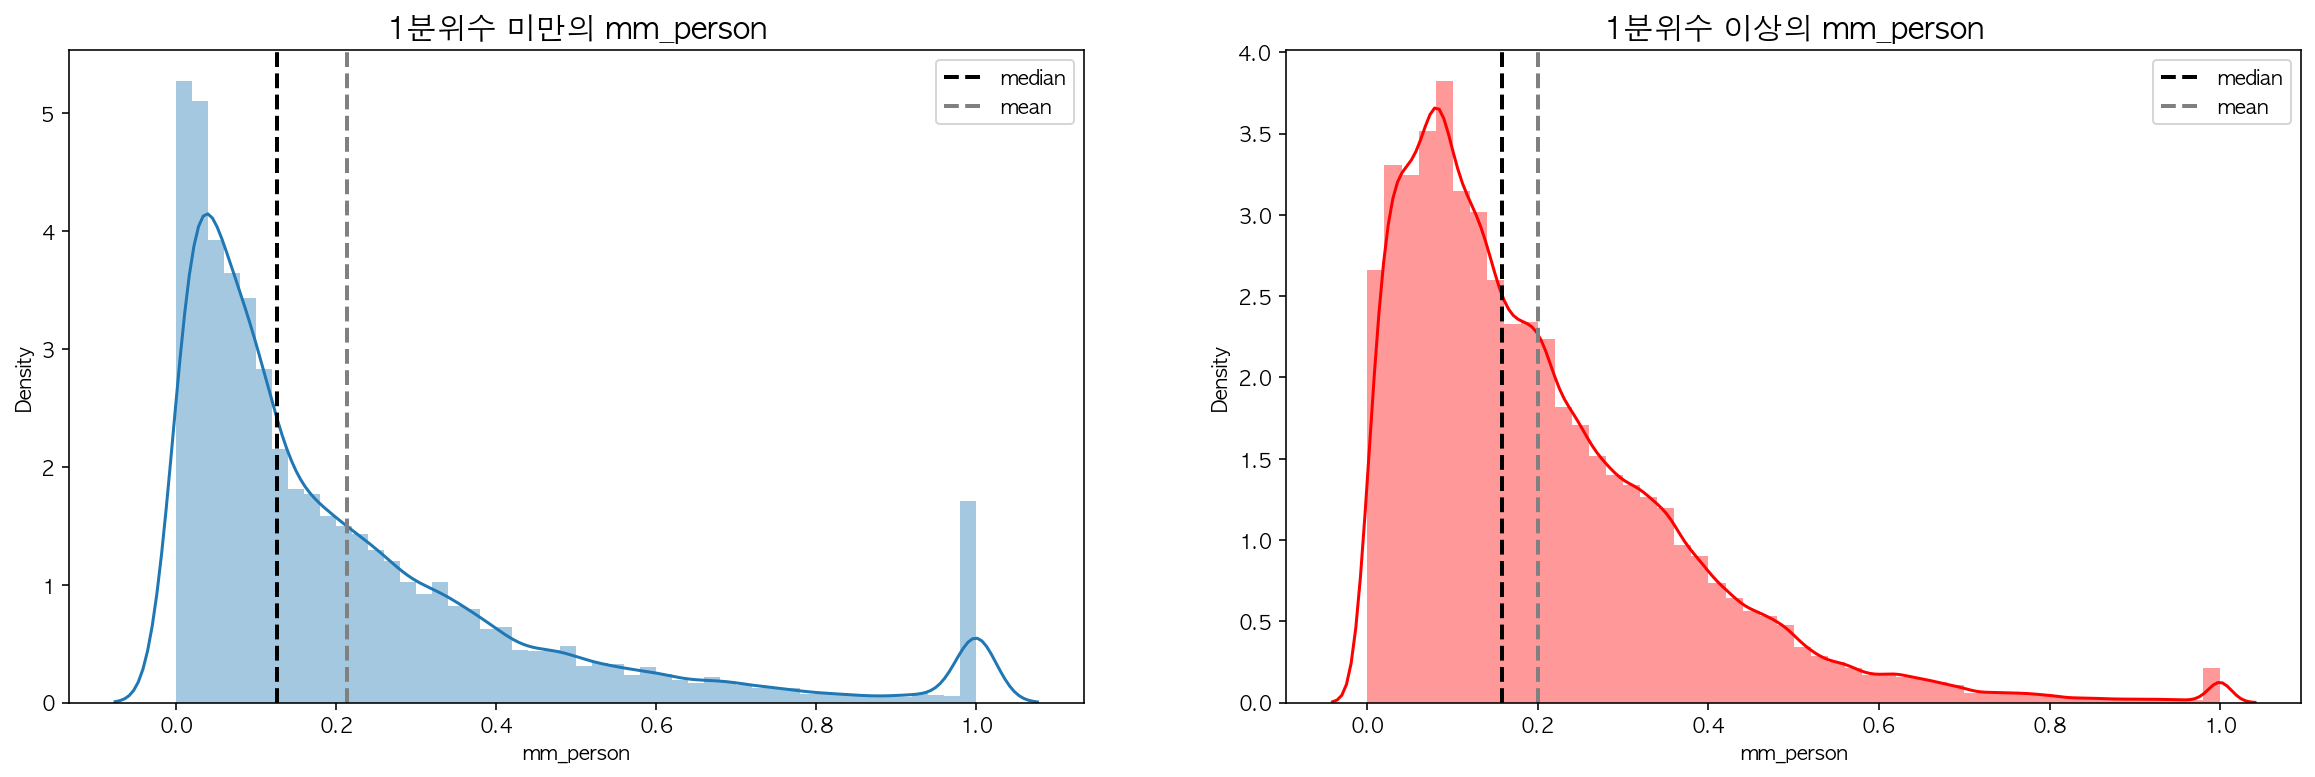 1분위수 미만의 mm_person
median
mean
Density
5
4
3
2
1
0
0.0 0.2 0.4 0.6 0.8 1.0
mm_person
1분위수 이상의 mm_person
median
mean
Density
4.0
3.5
3.0
2.5
2.0
1.5
1.0
0.5
0.0
0.0 0.2 0.4 0.6 0.8 1.0
mm_person